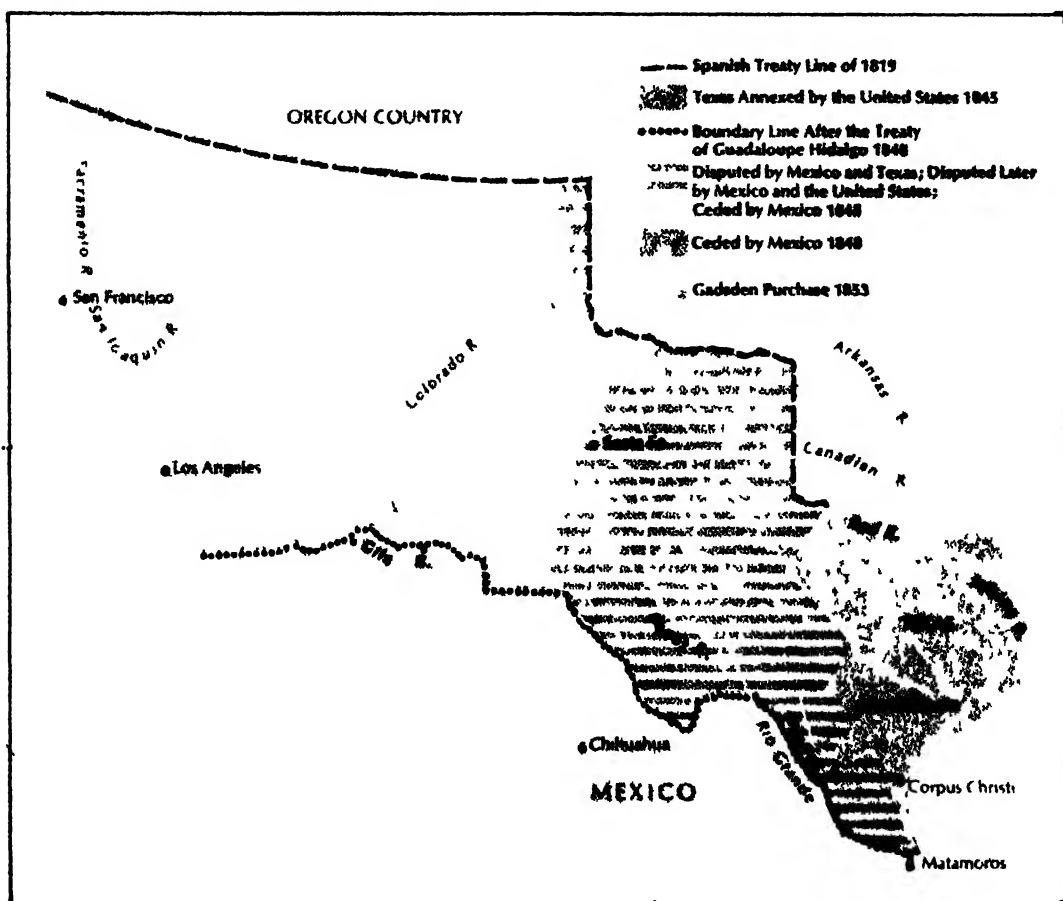 Spanish Treaty Line of 1819
Texas Annexed by the United States 1845
Boundary Line After the Treaty
of Guadaloupe Hidalgo 1848
Disputed by Mexico and Texas; Disputed Later
by Mexico and the United States;
Ceded by Mexico 1848
Ceded by Mexico 1848
Gadsden Purchase 1853
OREGON COUNTRY
Sacramento R
San Francisco
San Joaquin R
Colorado R
Arkansas R
Santa Fe
Canadian R
Los Angeles
Red R.
Gila R.
Chihuahua
MEXICO
Rio Grande
Corpus Christi
Matamoros